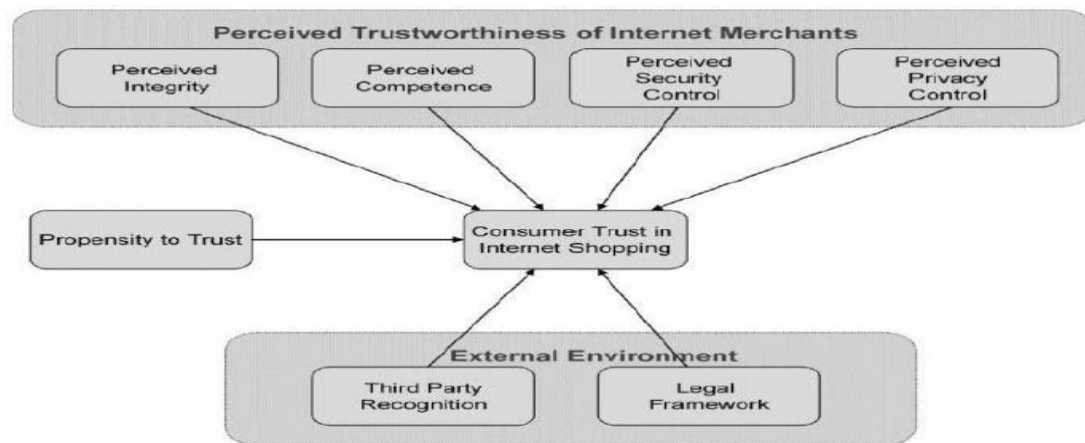 Perceived Trustworthiness of Internet Merchants
Perceived
Integrity
Perceived
Competence
Perceived
Security
Control
Perceived
Privacy
Control
Propensity to Trust
Consumer Trust in
Internet Shopping
External Environment
Third Party
Recognition
Legal
Framework